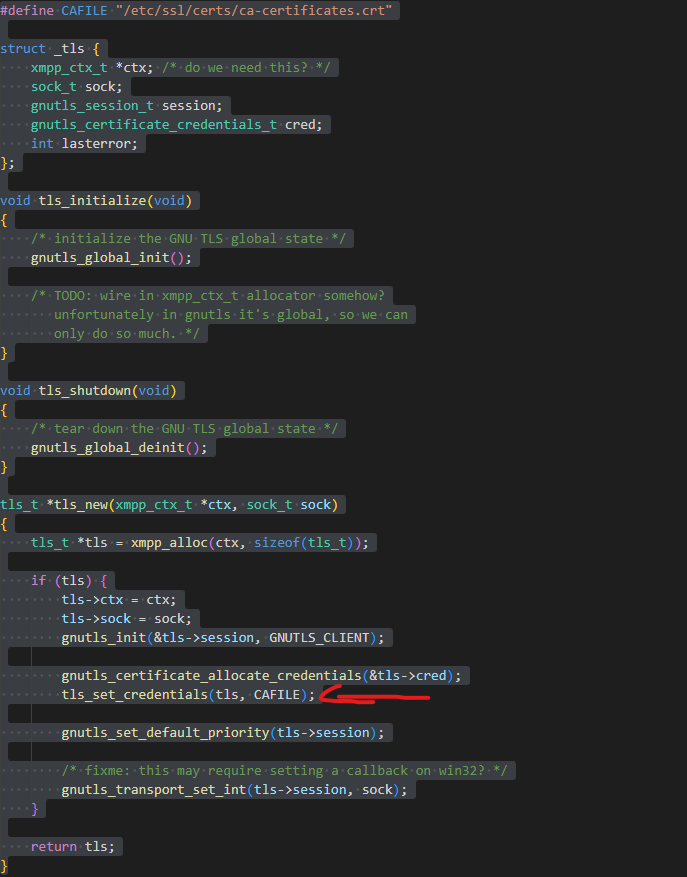 #define CAFILE "/etc/ssl/certs/ca-certificates.crt"
struct _tls {
    xmpp_ctx_t *ctx; /* do we need this? */
    sock_t sock;
    gnutls_session_t session;
    gnutls_certificate_credentials_t cred;
    int lasterror;
};
void tls_initialize(void)
{
    /* initialize the GNU TLS global state */
    gnutls_global_init();
    /* TODO: wire in xmpp_ctx_t allocator somehow?
       unfortunately in gnutls it's global, so we can
       only do so much. */
}
void tls_shutdown(void)
{
    /* tear down the GNU TLS global state */
    gnutls_global_deinit();
}
tls_t *tls_new(xmpp_ctx_t *ctx, sock_t sock)
{
    tls_t *tls = xmpp_alloc(ctx, sizeof(tls_t));
    if (tls) {
        tls->ctx = ctx;
        tls->sock = sock;
        gnutls_init(&tls->session, GNUTLS_CLIENT);
        gnutls_certificate_allocate_credentials(&tls->cred);
        tls_set_credentials(tls, CAFILE);
        gnutls_set_default_priority(tls->session);
        /* fixme: this may require setting a callback on win32? */
        gnutls_transport_set_int(tls->session, sock);
    }
    return tls;
}